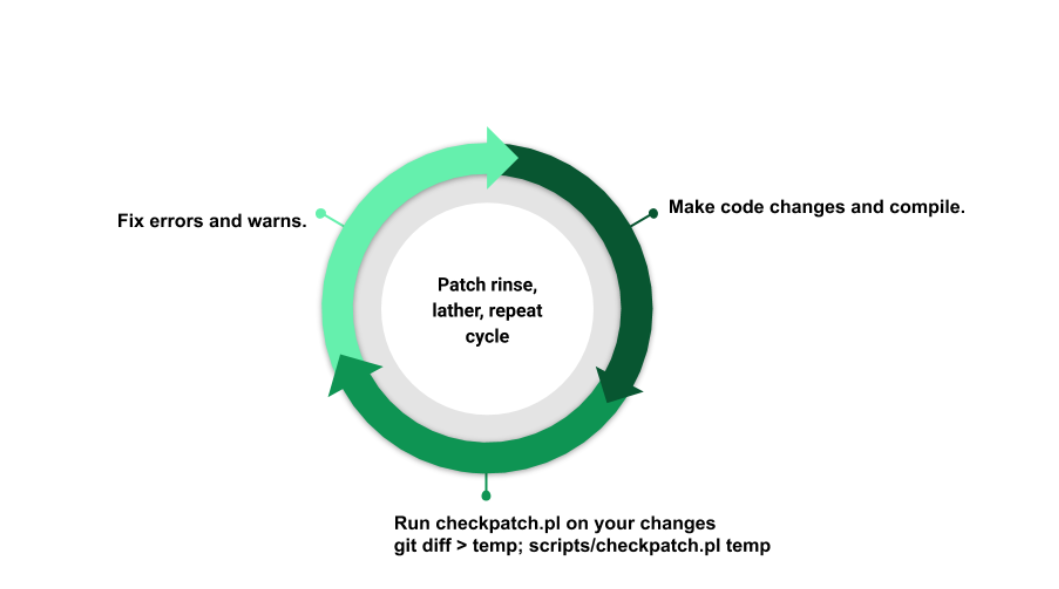 Fix errors and warns.
Make code changes and compile.
Patch rinse,
lather, repeat
cycle
Run checkpatch.pl on your changes
git diff > temp; scripts/checkpatch.pl temp